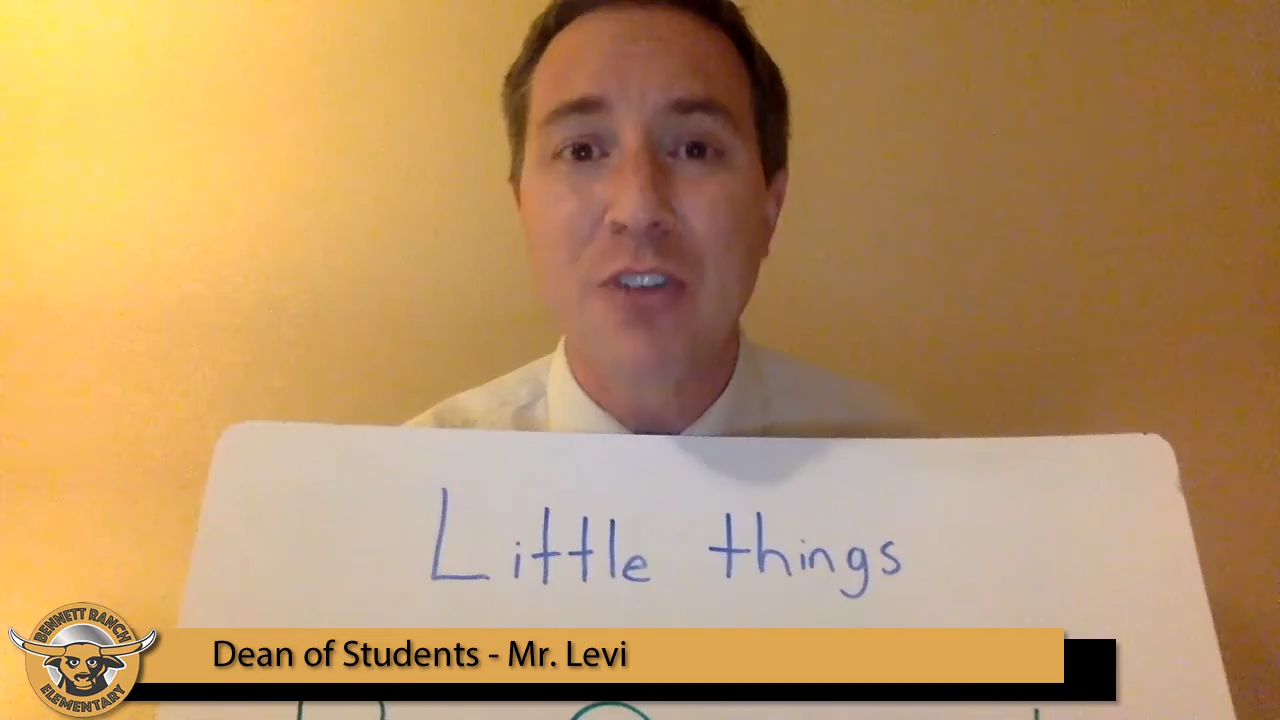 Little things
Dean of Students - Mr. Levi
BENNETT RANCH
ELEMENTARY